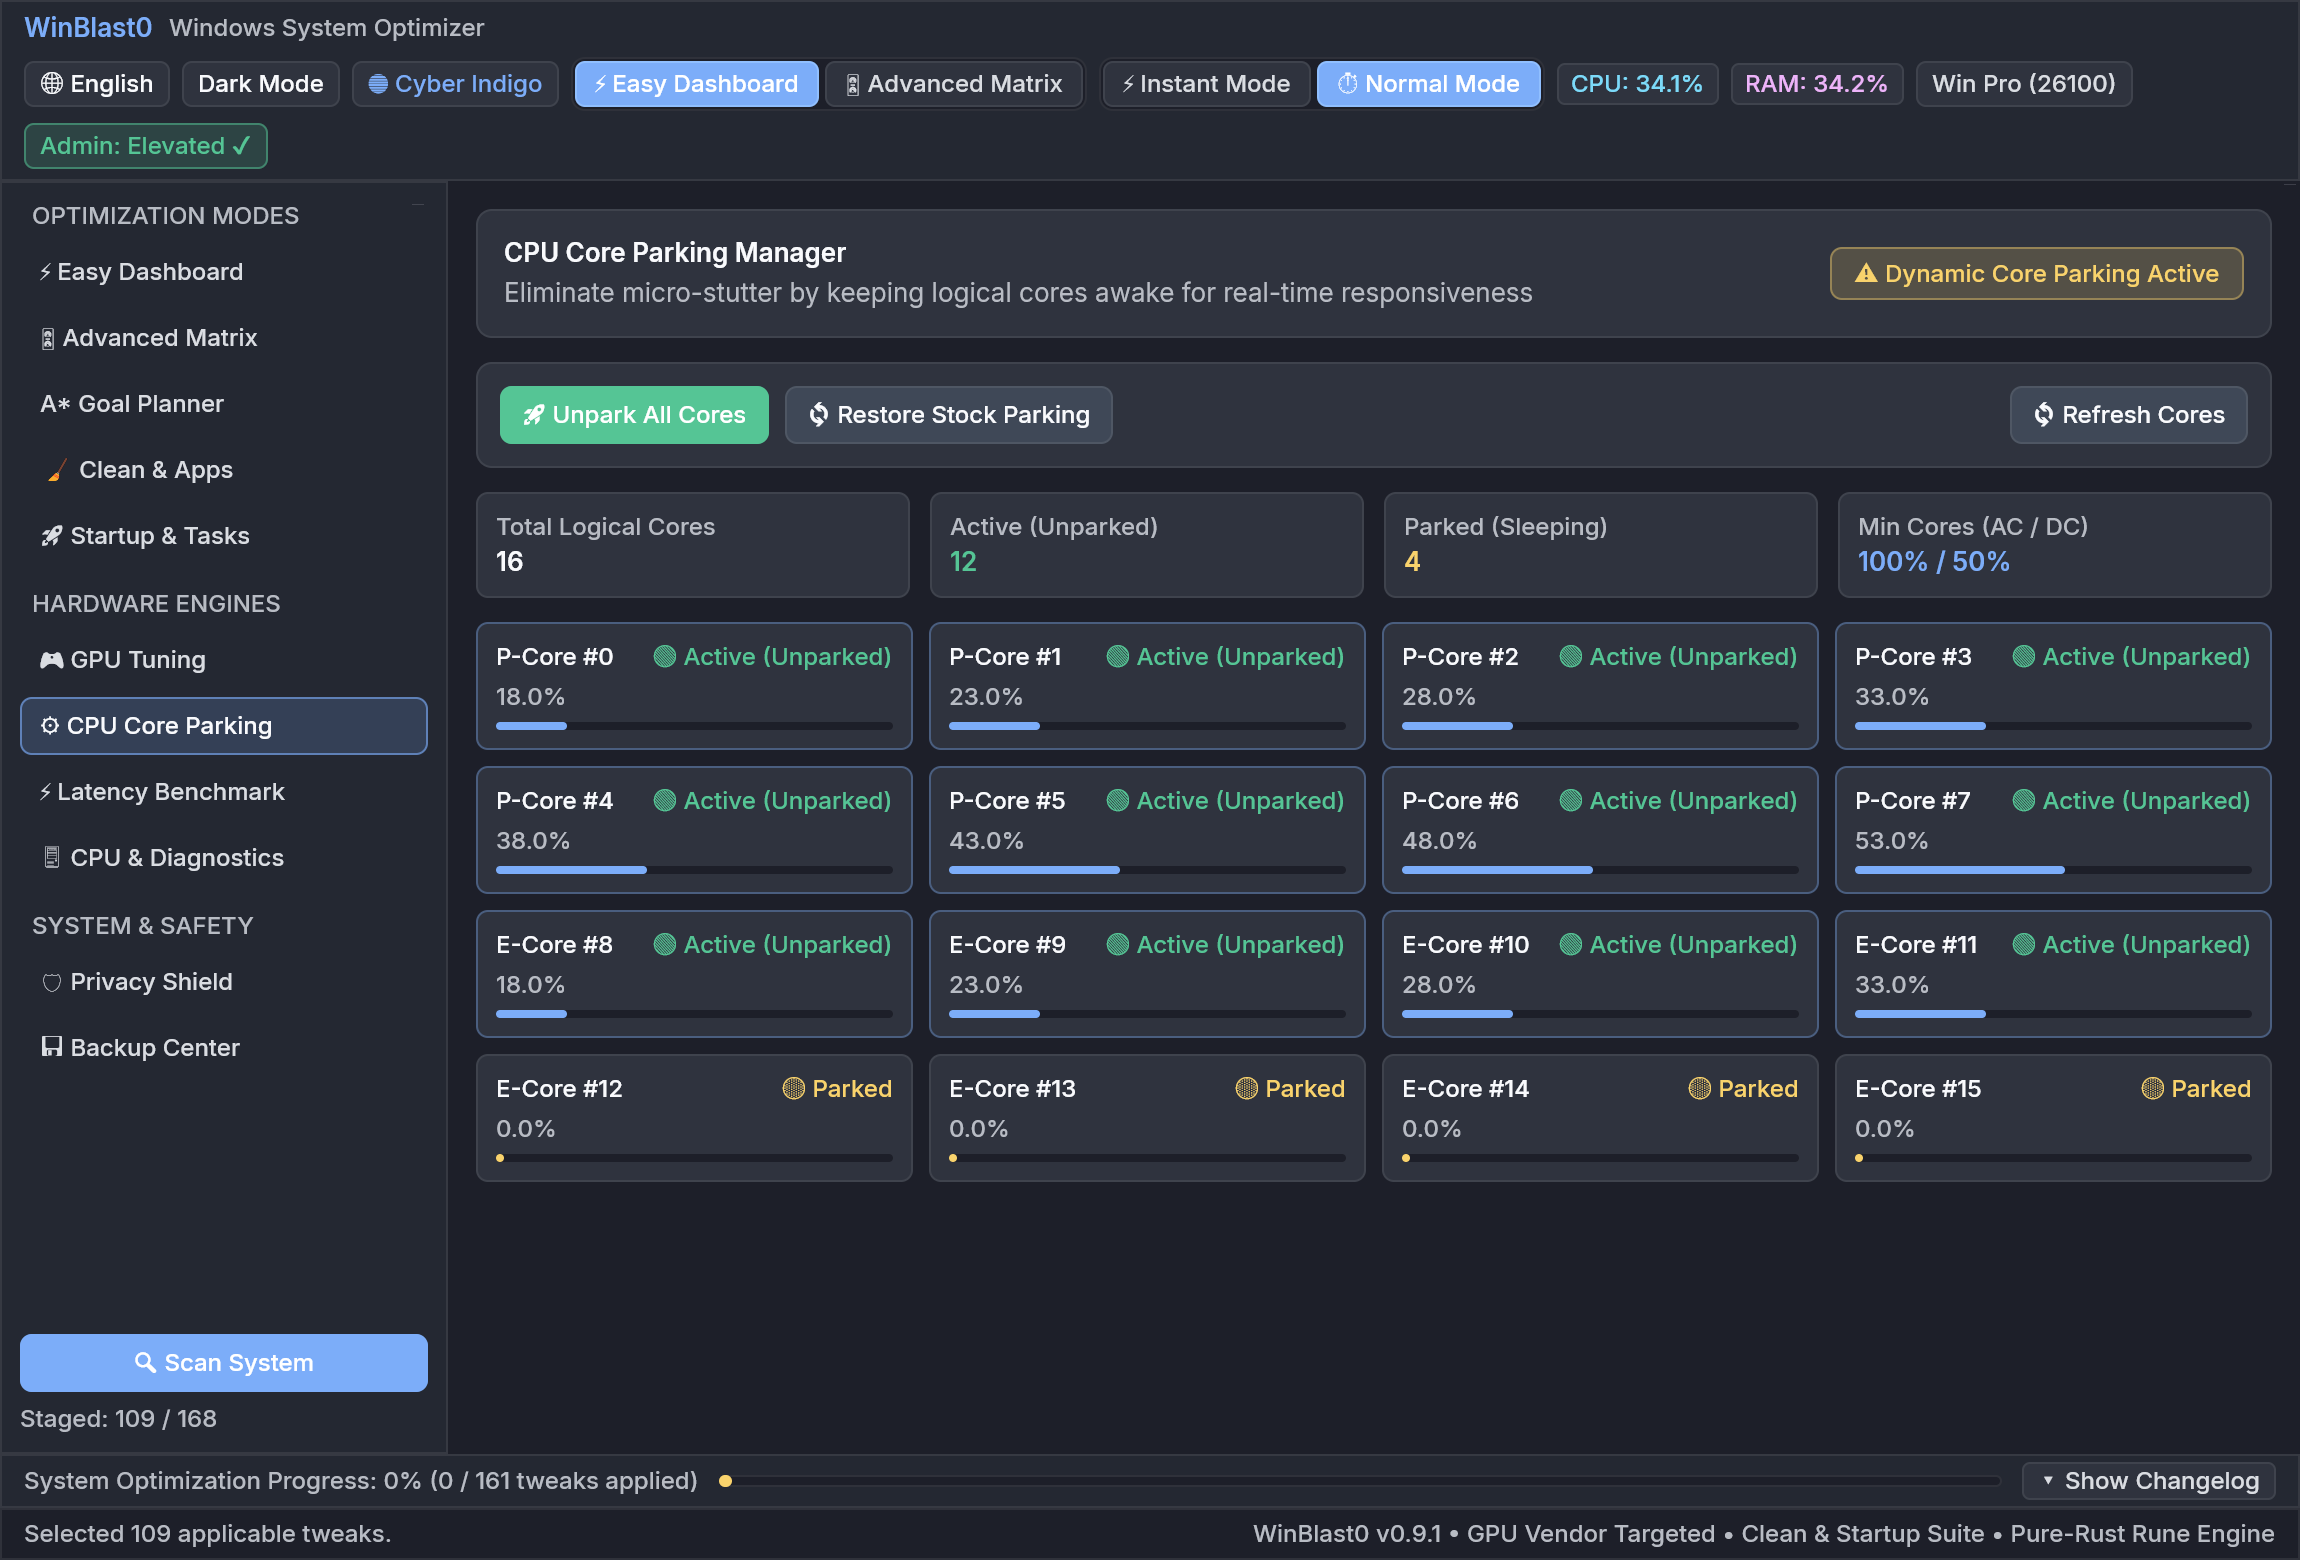 WinBlast0 Windows System Optimizer
English Dark Mode Cyber Indigo Easy Dashboard Advanced Matrix Instant Mode Normal Mode CPU: 34.1% RAM: 34.2% Win Pro (26100)
Admin: Elevated ✓
OPTIMIZATION MODES
Easy Dashboard
Advanced Matrix
A* Goal Planner
Clean & Apps
Startup & Tasks
HARDWARE ENGINES
GPU Tuning
CPU Core Parking
Latency Benchmark
CPU & Diagnostics
SYSTEM & SAFETY
Privacy Shield
Backup Center
Scan System
Staged: 109 / 168
CPU Core Parking Manager
Eliminate micro-stutter by keeping logical cores awake for real-time responsiveness
Dynamic Core Parking Active
Unpark All Cores Restore Stock Parking Refresh Cores
Total Logical Cores
16
Active (Unparked)
12
Parked (Sleeping)
4
Min Cores (AC / DC)
100% / 50%
P-Core #0 Active (Unparked)
18.0%
P-Core #1 Active (Unparked)
23.0%
P-Core #2 Active (Unparked)
28.0%
P-Core #3 Active (Unparked)
33.0%
P-Core #4 Active (Unparked)
38.0%
P-Core #5 Active (Unparked)
43.0%
P-Core #6 Active (Unparked)
48.0%
P-Core #7 Active (Unparked)
53.0%
E-Core #8 Active (Unparked)
18.0%
E-Core #9 Active (Unparked)
23.0%
E-Core #10 Active (Unparked)
28.0%
E-Core #11 Active (Unparked)
33.0%
E-Core #12 Parked
0.0%
E-Core #13 Parked
0.0%
E-Core #14 Parked
0.0%
E-Core #15 Parked
0.0%
System Optimization Progress: 0% (0 / 161 tweaks applied) Show Changelog
Selected 109 applicable tweaks. WinBlast0 v0.9.1 • GPU Vendor Targeted • Clean & Startup Suite • Pure-Rust Rune Engine